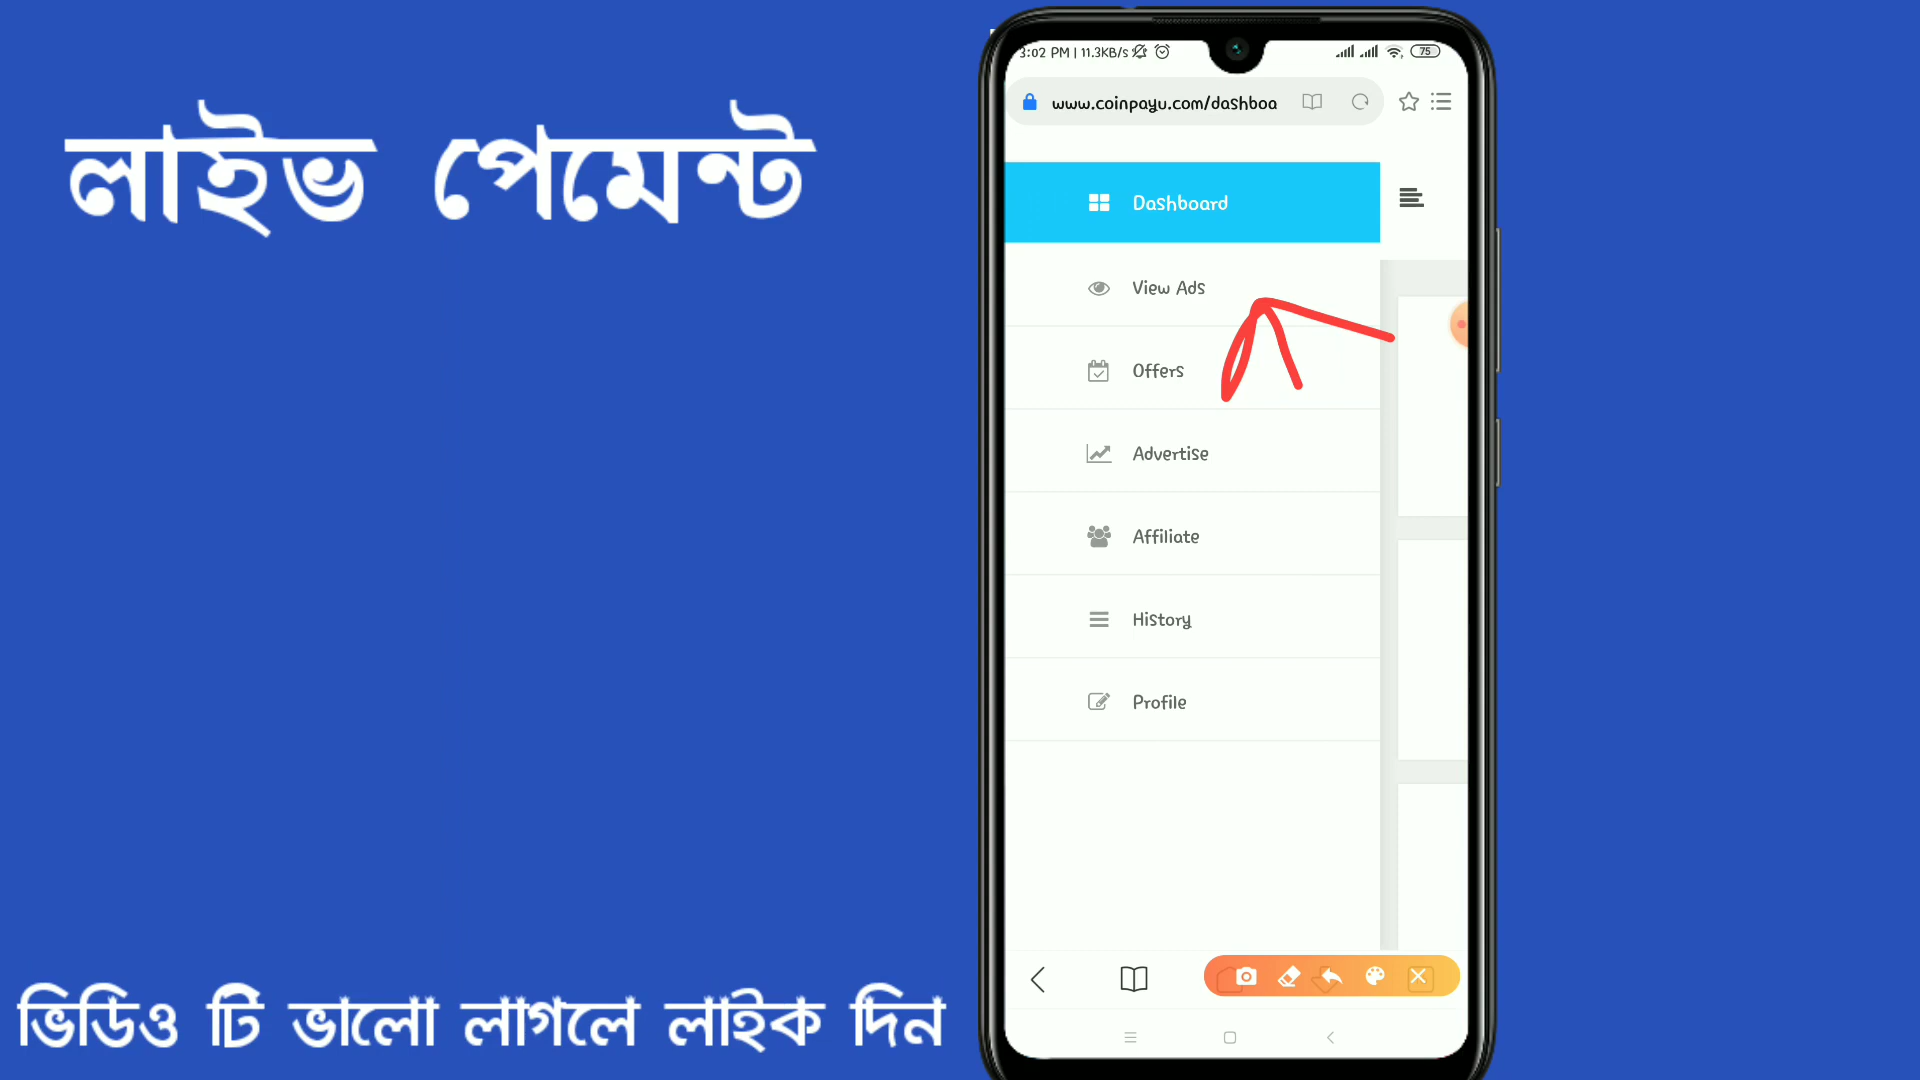 লাইভ পেমেন্ট
3:02 PM | 11.3KB/s
75
www.coinpayu.com/dashboa
Dashboard
View Ads
Offers
Advertise
Affiliate
History
Profile
ভিডিও টি ভালো লাগলে লাইক দিন